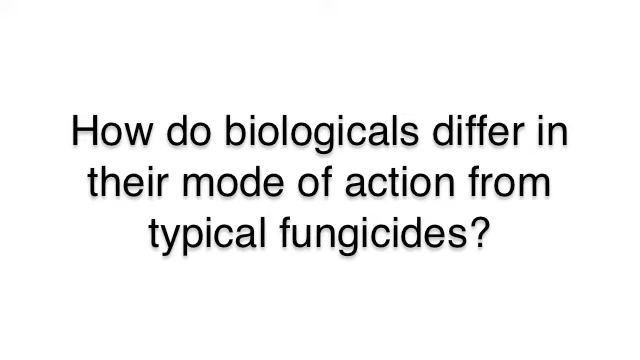 How do biologicals differ in
their mode of action from
typical fungicides?